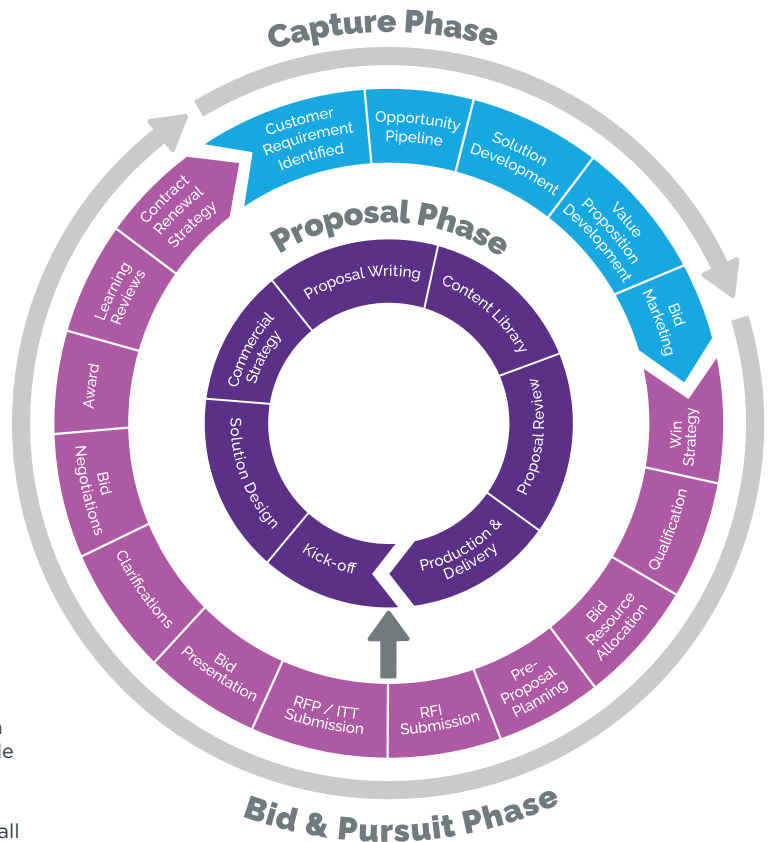 Capture Phase
Customer
Requirement
Identified
Opportunity
Pipeline
Solution
Development
Value
Proposition
Development
Bid
Marketing
Win
Strategy
Qualification
Bid
Resource
Allocation
Pre-
Proposal
Planning
RFI
Submission
RFP / ITT
Submission
Bid
Presentation
Clarifications
Bid
Negotiations
Award
Learning
Reviews
Contract
Renewal
Strategy
Proposal Phase
Kick-off
Solution Design
Commercial
Strategy
Proposal Writing
Content Library
Proposal Review
Production &
Delivery
Bid & Pursuit Phase
all